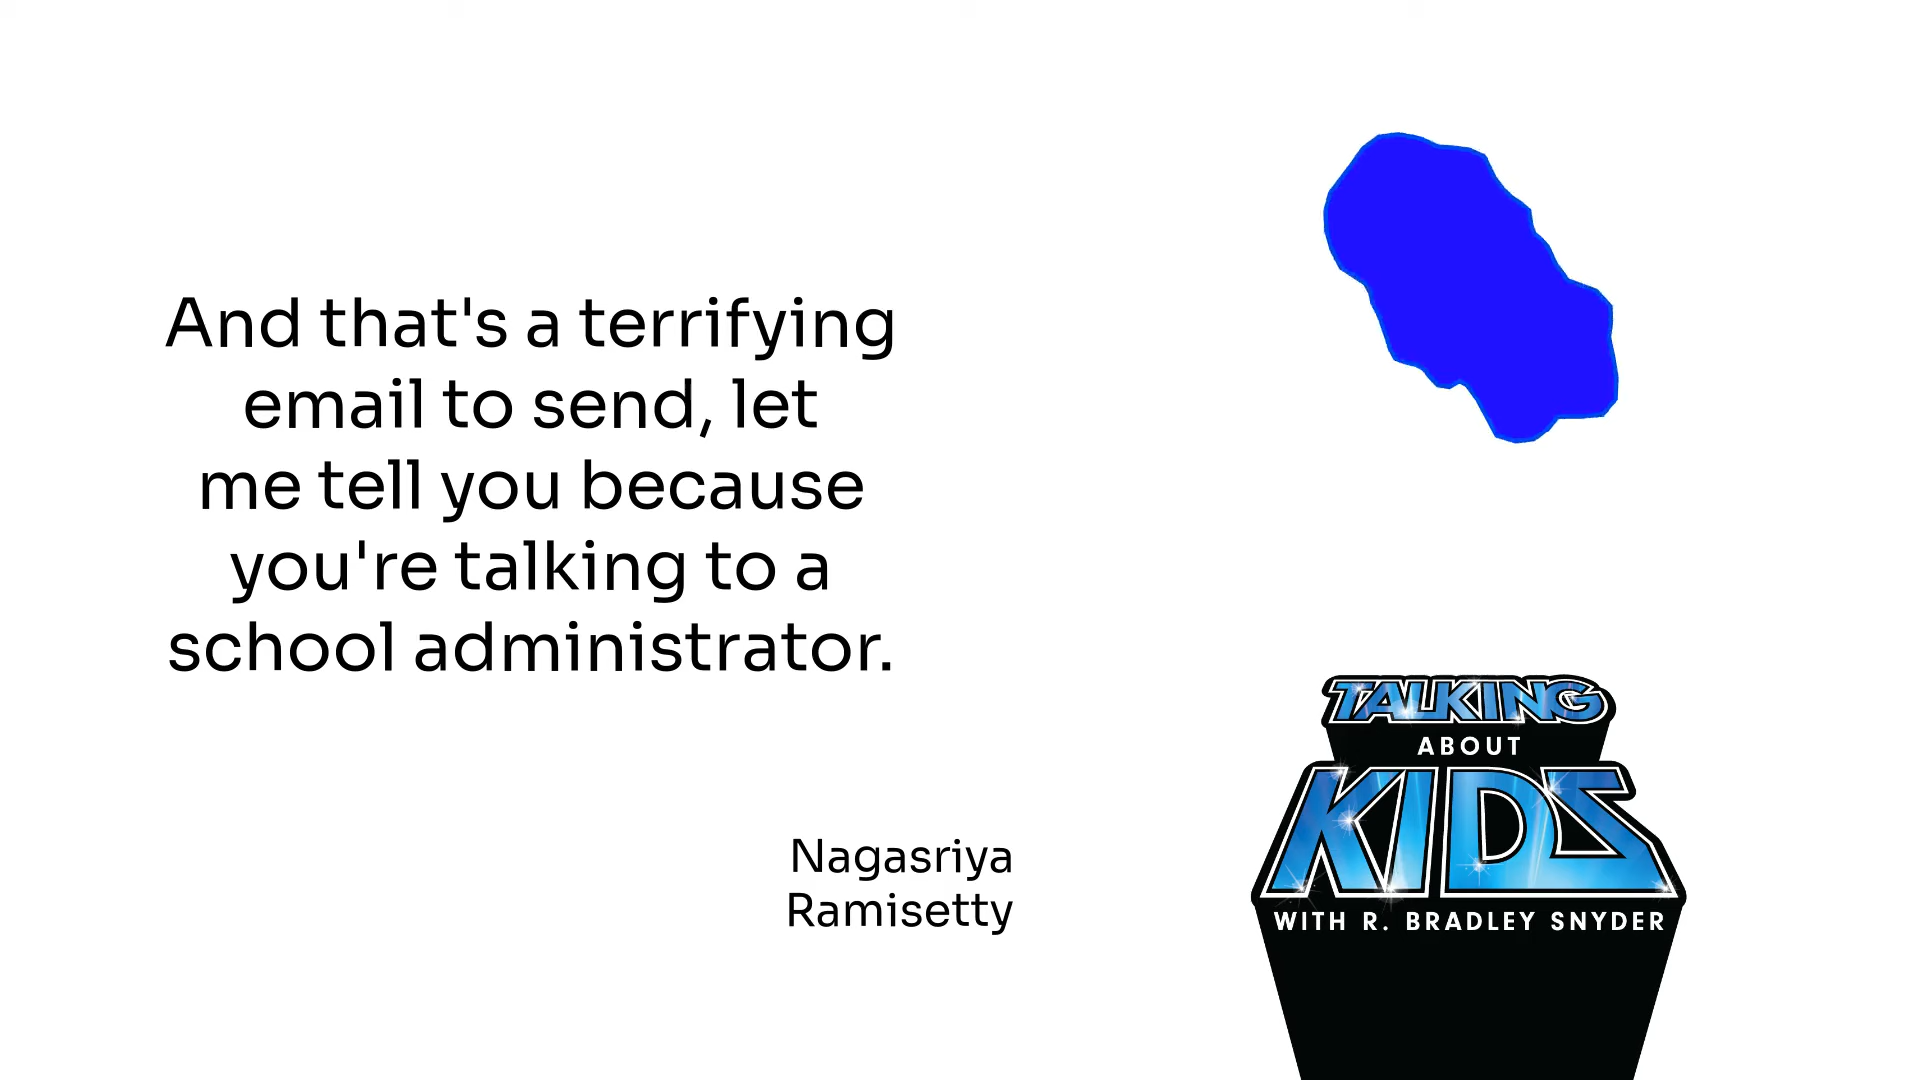 And that's a terrifying
email to send, let
me tell you because
you're talking to a
school administrator.
Nagasriya
Ramisetty
TALKING
ABOUT
KIDS
WITH R. BRADLEY SNYDER